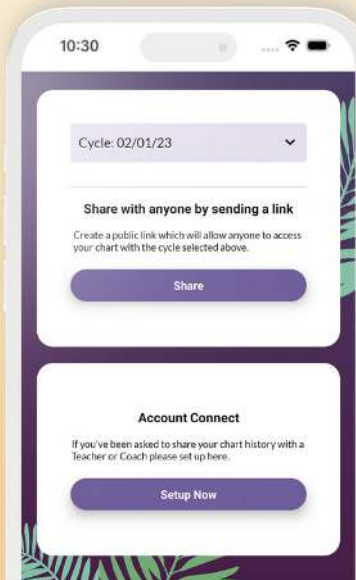 10:30
Cycle: 02/01/23
Share with anyone by sending a link
Create a public link which will allow anyone to access
your chart with the cycle selected above.
Share
Account Connect
If you've been asked to share your chart history with a
Teacher or Coach please set up here.
Setup Now